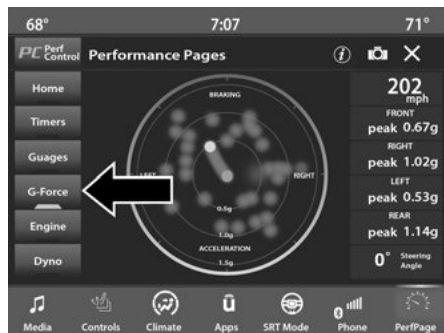 68°
7:07
71°
PC Perf Control
Performance Pages
i
Home
Timers
Guages
G-Force
Engine
Dyno
BRAKING
LEFT
RIGHT
0.5g
1.0g
ACCELERATION
1.5g
202 mph
FRONT
peak 0.67g
RIGHT
peak 1.02g
LEFT
peak 0.53g
REAR
peak 1.14g
0° Steering Angle
Media
Controls
Climate
Apps
SRT Mode
Phone
PerfPage